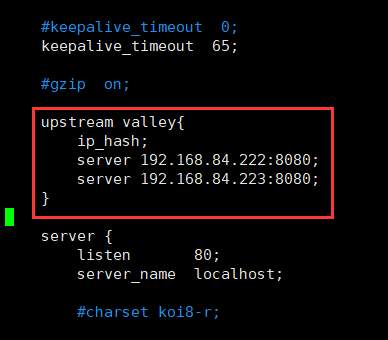 #keepalive_timeout  0;
keepalive_timeout  65;
#gzip  on;
upstream valley{
    ip_hash;
    server 192.168.84.222:8080;
    server 192.168.84.223:8080;
}
server {
    listen       80;
    server_name  localhost;
    #charset koi8-r;